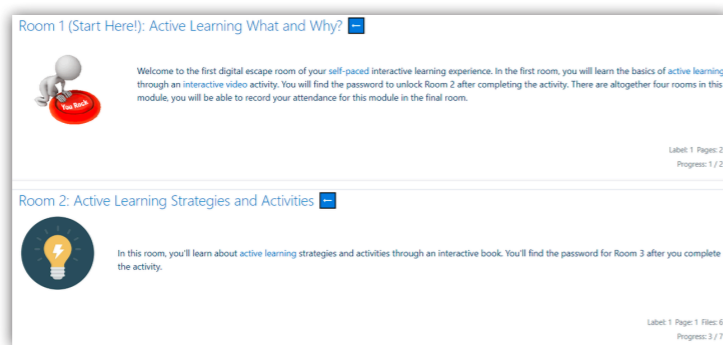 Room 1 (Start Here!): Active Learning What and Why?
You Rock
Welcome to the first digital escape room of your self-paced interactive learning experience. In the first room, you will learn the basics of active learning
through an interactive video activity. You will find the password to unlock Room 2 after completing the activity. There are altogether four rooms in this
module, you will be able to record your attendance for this module in the final room.
Label: 1 Pages: 2
Progress: 1 / 2
Room 2: Active Learning Strategies and Activities
In this room, you'll learn about active learning strategies and activities through an interactive book. You'll find the password for Room 3 after you complete
the activity.
Label: 1 Page: 1 Files: 6
Progress: 3 / 7